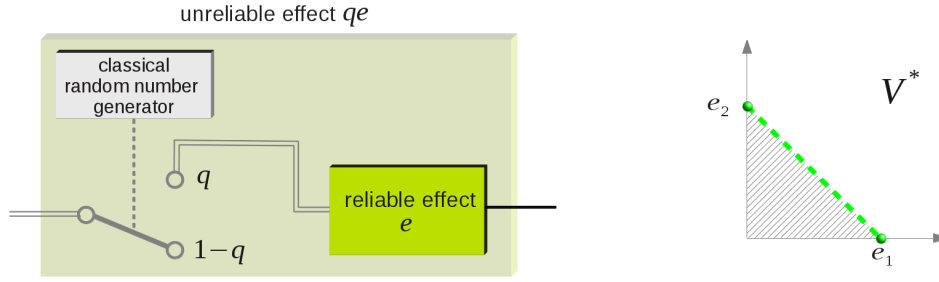 unreliable effect qe
classical
random number
generator
q
1−q
reliable effect
e
V*
e₂
e₁